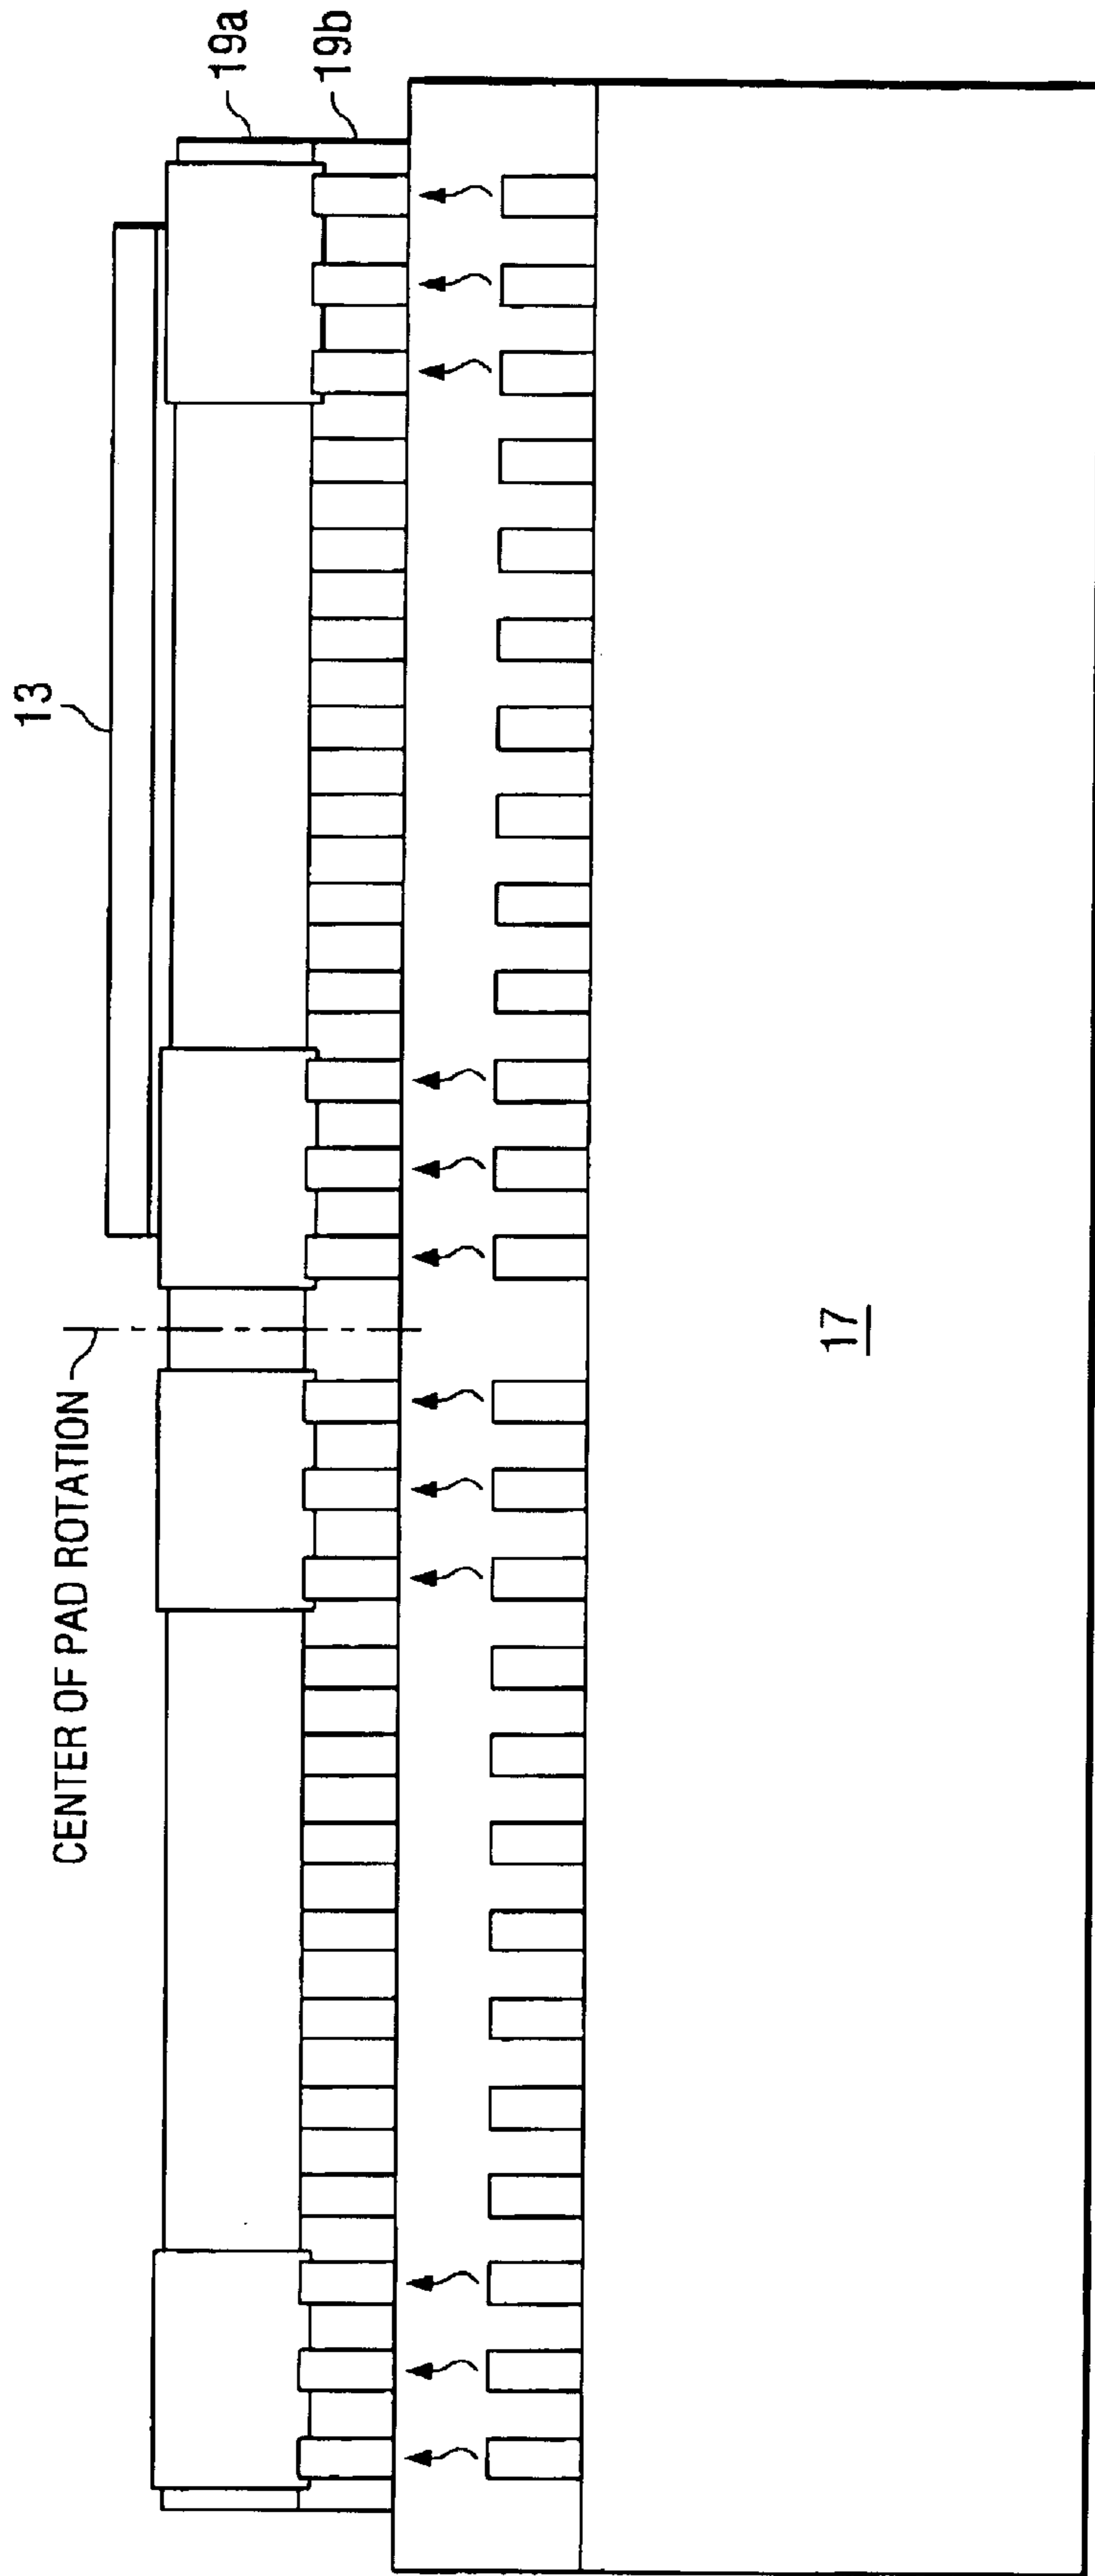 19a
19b
13
CENTER OF PAD ROTATION
17